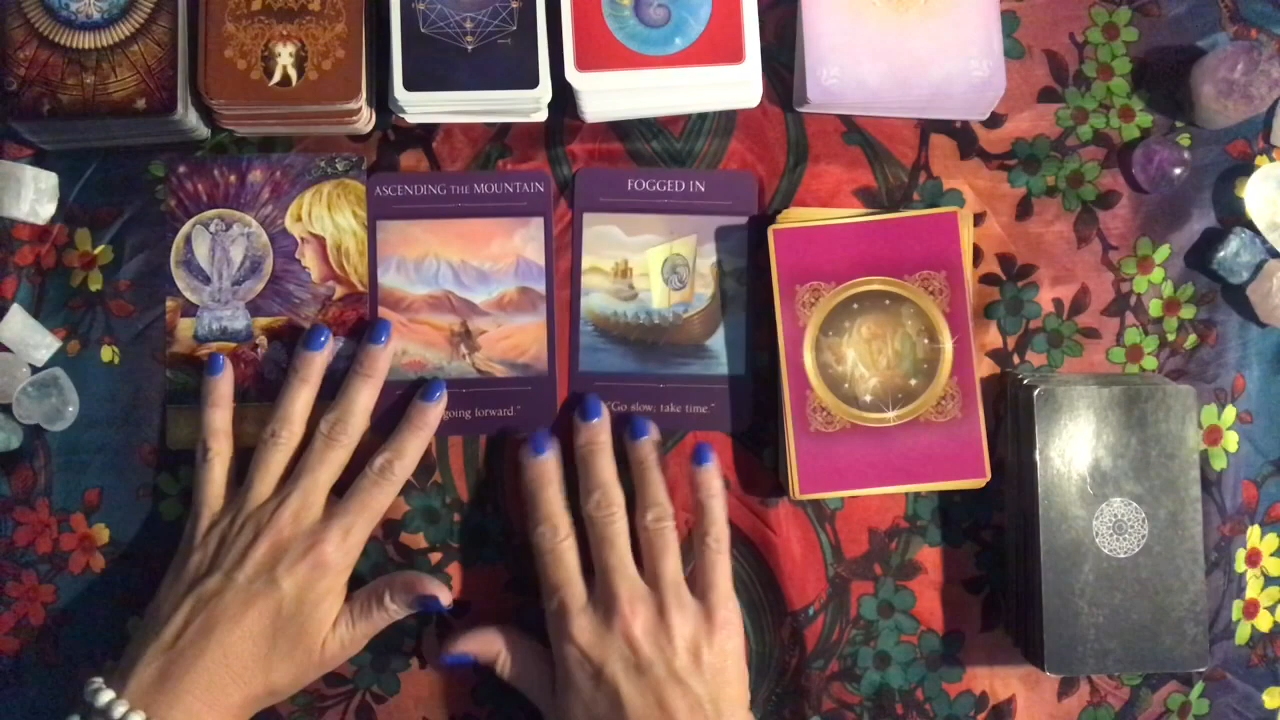 ASCENDING THE MOUNTAIN
FOGGED IN
going forward."
"Go slow; take time."